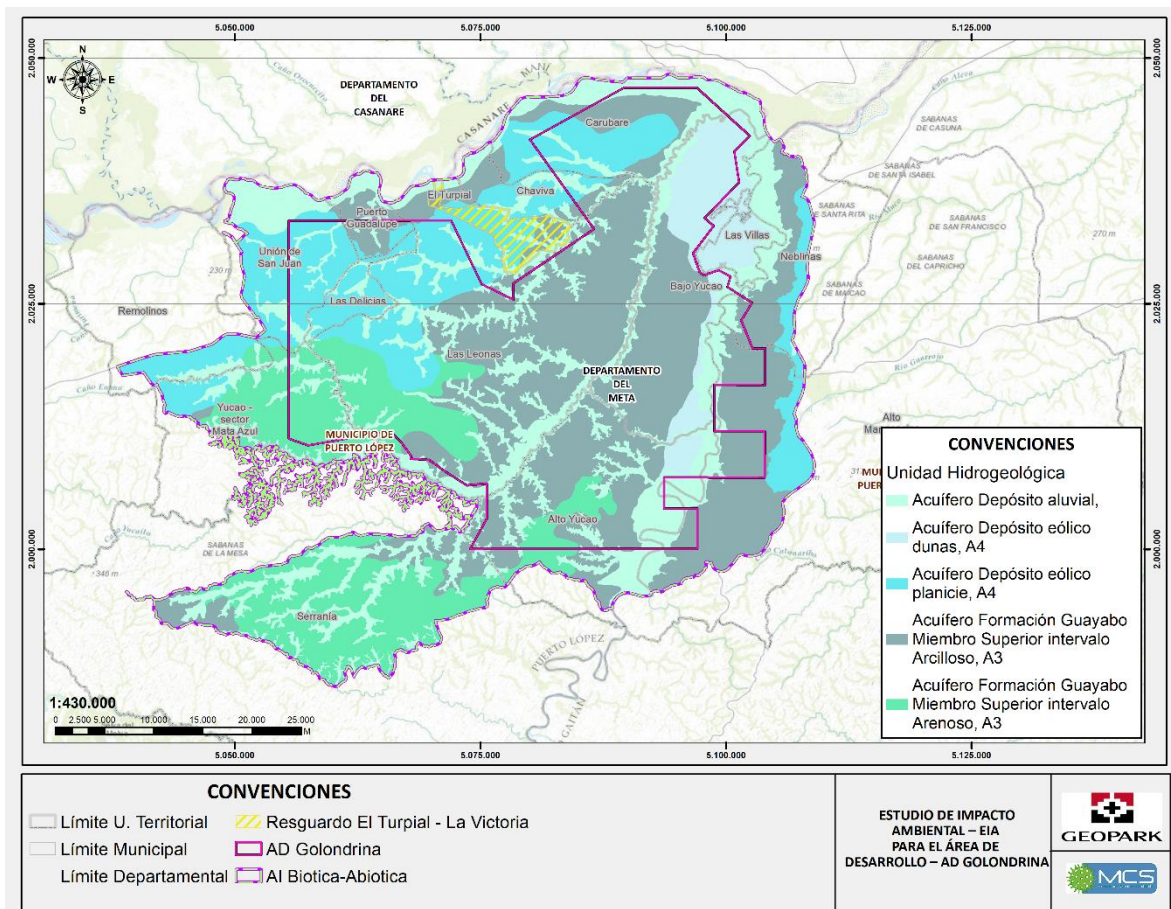 5.050.000
5.075.000
5.100.000
5.125.000
2.050.000
2.050.000
N
W
E
S
DEPARTAMENTO
DEL
CASANARE
MANÍ
CASANARE
Carubare
SABANAS
DE CASUNA
SABANAS
DE SANTA ISABEL
El Turpial
Chaviva
SABANAS
DE SANTA RITA
Río Muco
SABANAS
DE SAN FRANCISCO
Puerto
Guadalupe
Las Villas
Unión de
San Juan
Neblinas
270 m
230 m
SABANAS
DEL CAPRICHO
Bajo Yucao
SABANAS
DE MAICAO
Las Delicias
2.025.000
2.025.000
Remolinos
Las Leonas
DEPARTAMENTO
DEL
META
Yucao -
sector
Mata Azul
Alto
MUNICIPIO DE
PUERTO LÓPEZ
Alto Yucao
SABANAS
DE LA MESA
2.000.000
2.000.000
Serranía
PUERTO LÓPEZ
GAITÁN
CONVENCIONES
Unidad Hidrogeológica
Acuífero Depósito aluvial,
Acuífero Depósito eólico
dunas, A4
Acuífero Depósito eólico
planicie, A4
Acuífero Formación Guayabo
Miembro Superior intervalo
Arcilloso, A3
Acuífero Formación Guayabo
Miembro Superior intervalo
Arenoso, A3
1:430.000
0 2.500 5.000 10.000 15.000 20.000 25.000
M
5.050.000
5.075.000
5.100.000
5.125.000
CONVENCIONES
Límite U. Territorial
Resguardo El Turpial - La Victoria
Límite Municipal
AD Golondrina
Límite Departamental
AI Biotica-Abiotica
ESTUDIO DE IMPACTO
AMBIENTAL – EIA
PARA EL ÁREA DE
DESARROLLO – AD GOLONDRINA
GEOPARK
MCS